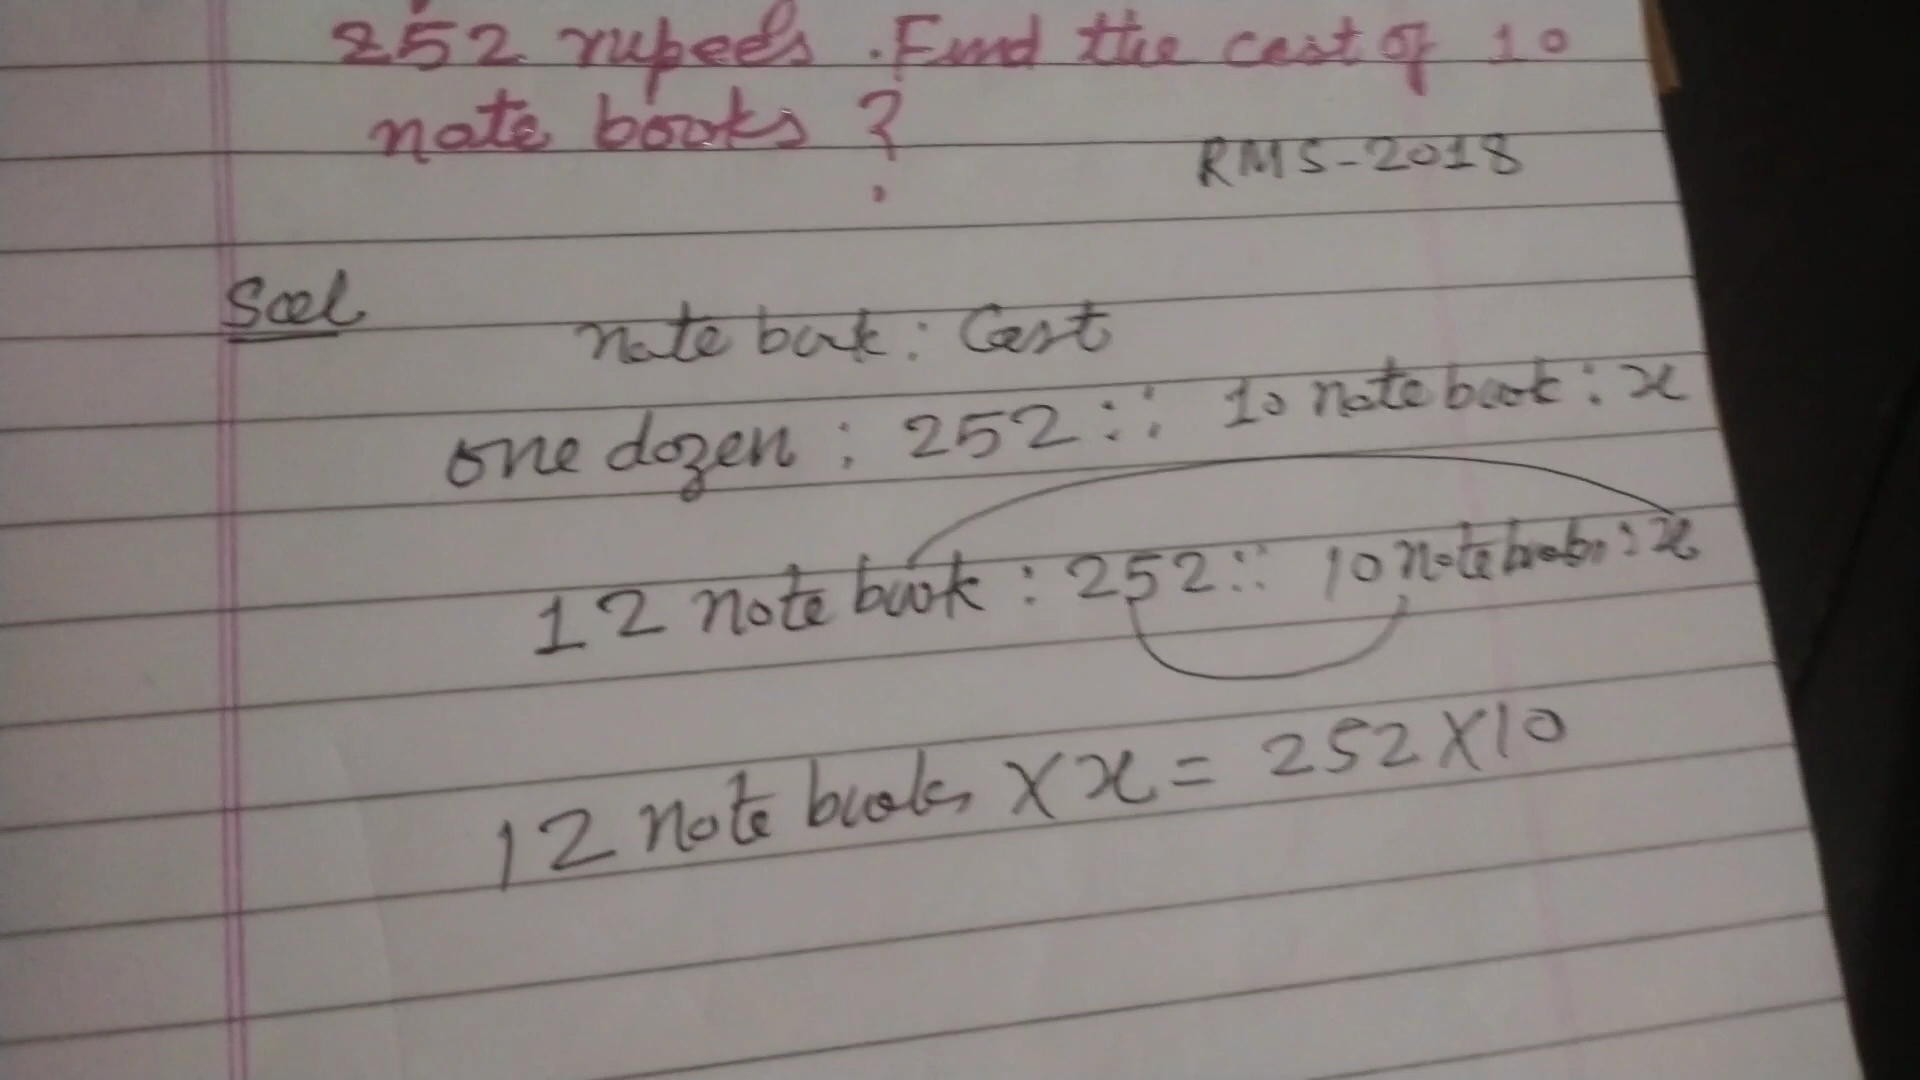 252 rupees. Find the cost of 10
note books ?
RMS-2018
Sol
note book : Cost
one dozen : 252 :: 10 note book : x
12 note book : 252 :: 10 note books : x
12 note books × x = 252 × 10